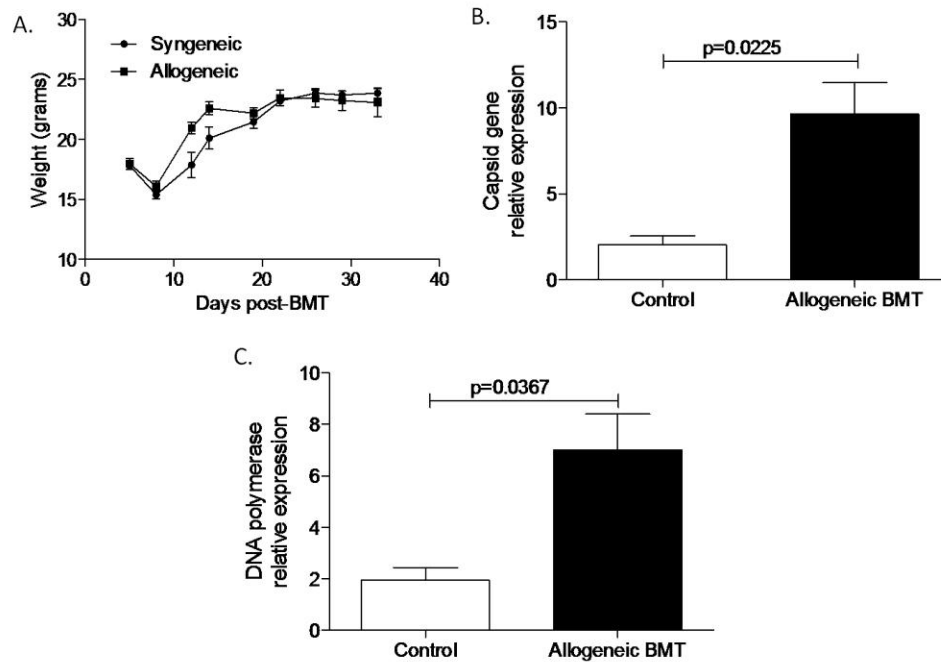 A.
30
25
20
15
10
Weight (grams)
Syngeneic
Allogeneic
0 10 20 30 40
Days post-BMT
B.
p=0.0225
15
10
5
0
Capsid gene
relative expression
Control Allogeneic BMT
C.
p=0.0367
10
8
6
4
2
0
DNA polymerase
relative expression
Control Allogeneic BMT